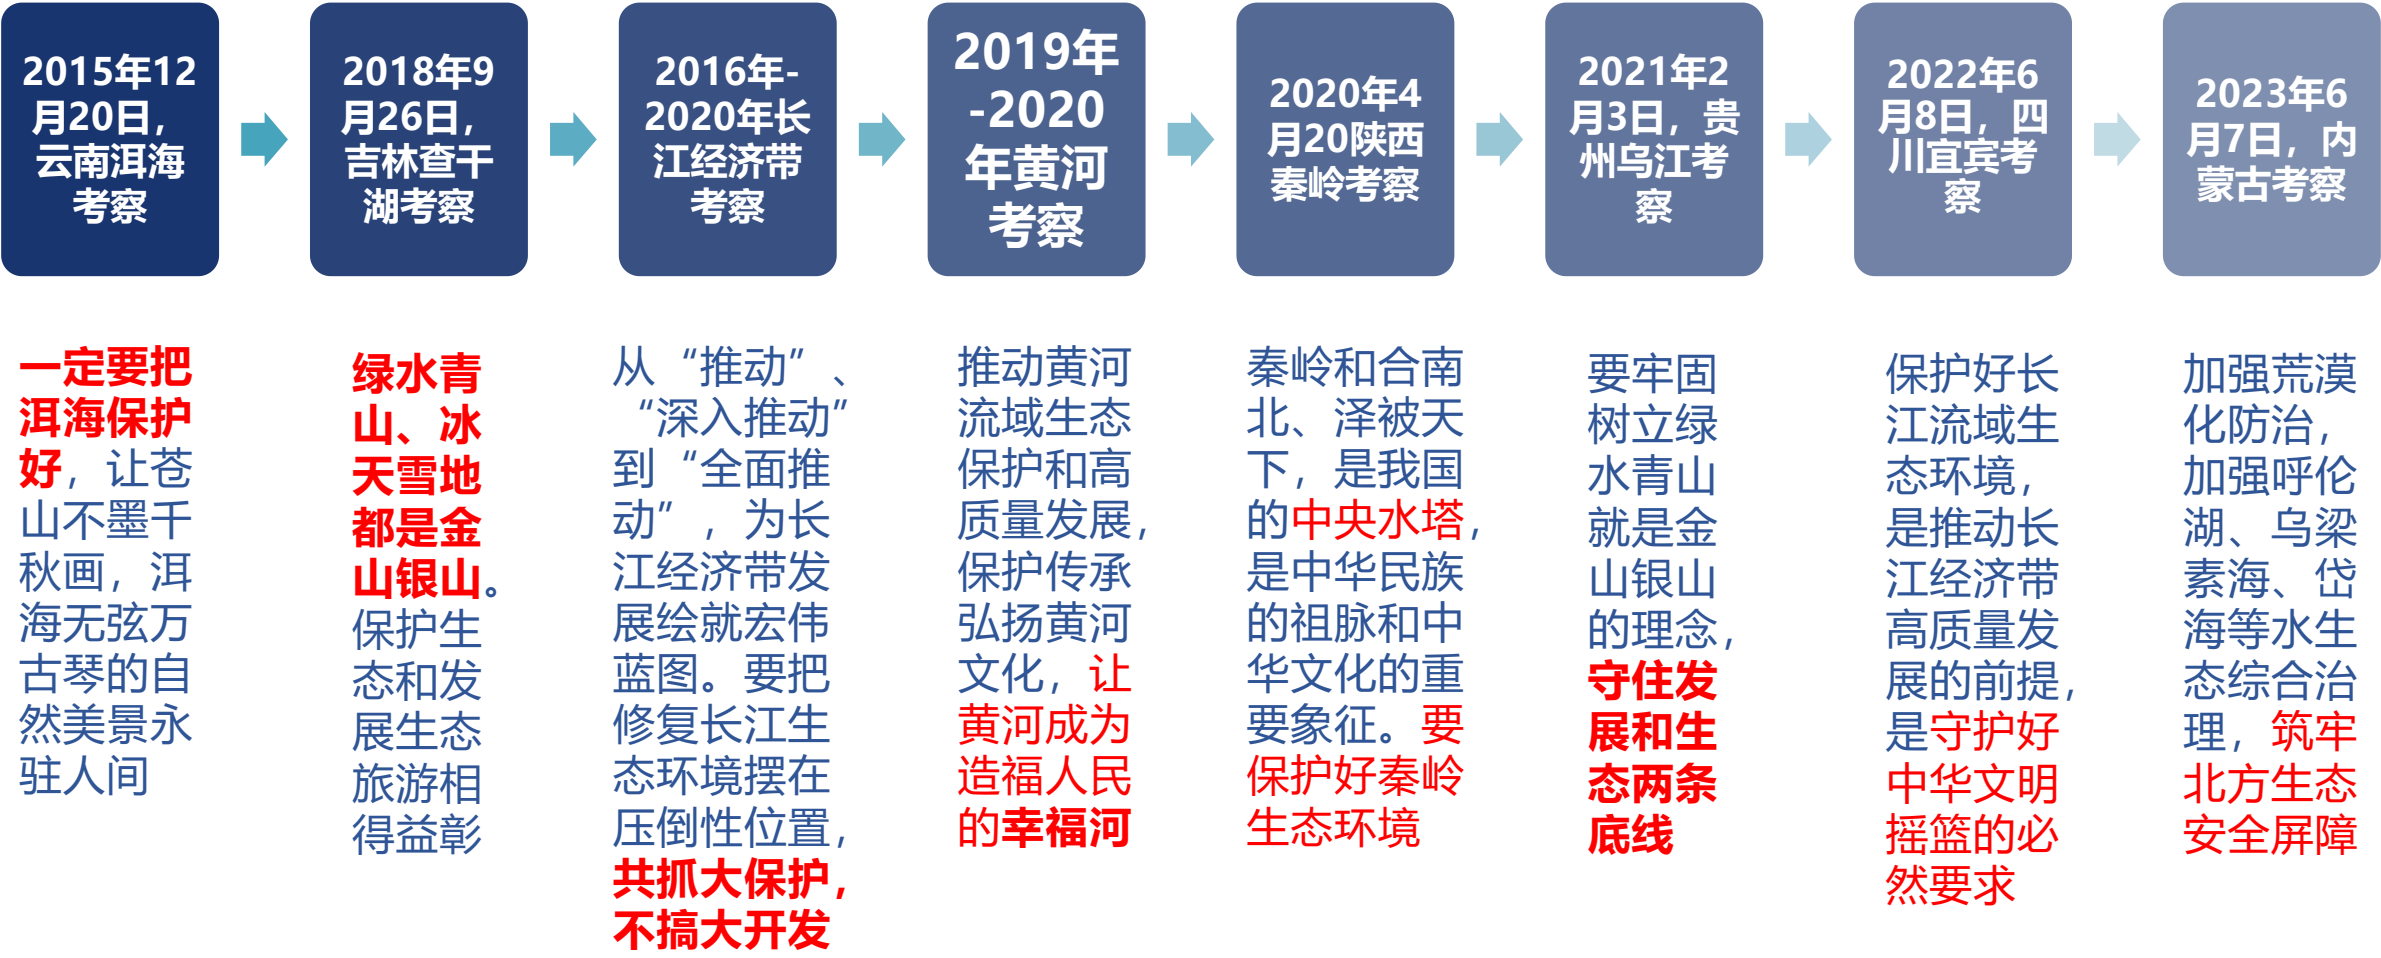 2015年12
月20日，
云南洱海
考察
2018年9
月26日，
吉林查干
湖考察
2016年-
2020年长
江经济带
考察
2019年
-2020
年黄河
考察
2020年4
月20陕西
秦岭考察
2021年2
月3日，贵
州乌江考
察
2022年6
月8日，四
川宜宾考
察
2023年6
月7日，内
蒙古考察
一定要把
洱海保护
好，让苍
山不墨千
秋画，洱
海无弦万
古琴的自
然美景永
驻人间
绿水青
山、冰
天雪地
都是金
山银山。
保护生
态和发
展生态
旅游相
得益彰
从“推动”、
“深入推动”
到“全面推
动”，为长
江经济带发
展绘就宏伟
蓝图。要把
修复长江生
态环境摆在
压倒性位置，
共抓大保护，
不搞大开发
推动黄河
流域生态
保护和高
质量发展，
保护传承
弘扬黄河
文化，让
黄河成为
造福人民
的幸福河
秦岭和合南
北、泽被天
下，是我国
的中央水塔，
是中华民族
的祖脉和中
华文化的重
要象征。要
保护好秦岭
生态环境
要牢固
树立绿
水青山
就是金
山银山
的理念，
守住发
展和生
态两条
底线
保护好长
江流域生
态环境，
是推动长
江经济带
高质量发
展的前提，
是守护好
中华文明
摇篮的必
然要求
加强荒漠
化防治，
加强呼伦
湖、乌梁
素海、岱
海等水生
态综合治
理，筑牢
北方生态
安全屏障